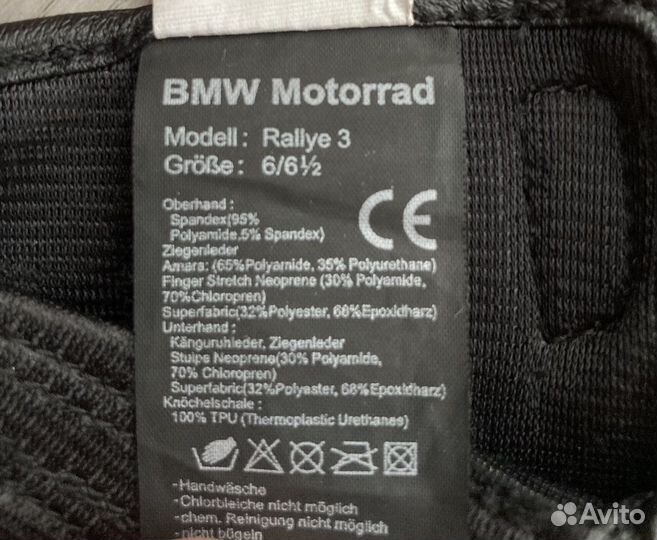 BMW Motorrad
Modell: Rallye 3
Größe: 6/6½
CE
Oberhand:
Spandex(95%
Polyamide,5% Spandex)
Ziegenleder
Amara: (65%Polyamide, 35% Polyurethane)
Finger Stretch Neoprene (30% Polyamide,
70%Chloropren)
Superfabric(32%Polyester, 68%Epoxidharz)
Unterhand:
Känguruhleder, Ziegenleder
Stulpe Neoprene(30% Polyamide,
70% Chloropren)
Superfabric(32%Polyester, 68%Epoxidharz)
Knöchelschale:
100% TPU (Thermoplastic Urethanes)
-Handwäsche
-Chlorbleiche nicht möglich
-chem. Reinigung nicht möglich
-nicht bügeln
Avito